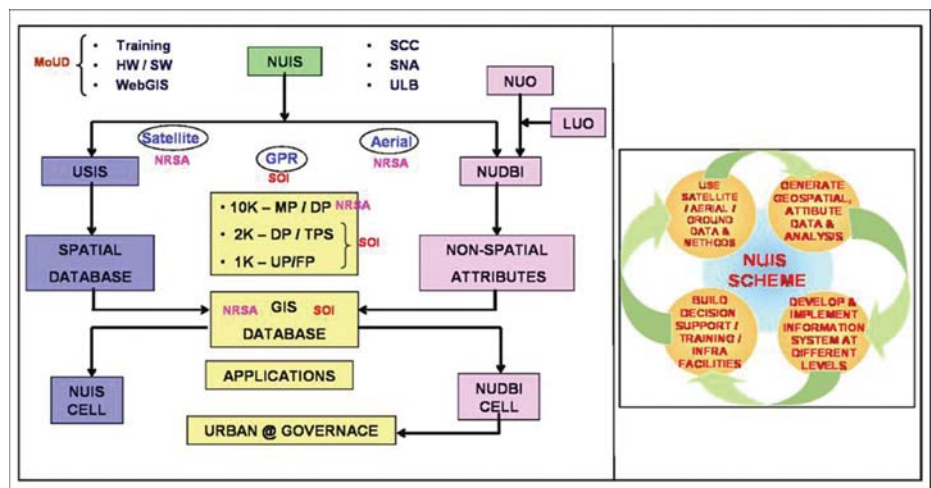 MoUD
• Training
• HW / SW
• WebGIS
NUIS
• SCC
• SNA
• ULB
NUO
LUO
Satellite
NRSA
GPR
SOI
Aerial
NRSA
USIS
NUDBI
• 10K – MP / DP NRSA
• 2K – DP / TPS
• 1K – UP/FP
SOI
SPATIAL
DATABASE
NON-SPATIAL
ATTRIBUTES
NRSA GIS SOI
DATABASE
APPLICATIONS
NUIS
CELL
NUDBI
CELL
URBAN @ GOVERNACE
USE
SATELLITE
/ AERIAL /
GROUND
DATA &
METHODS
GENERATE
GEOSPATIAL,
ATTRIBUTE
DATA &
ANALYSIS
NUIS
SCHEME
BUILD
DECISION
SUPPORT /
TRAINING /
INFRA
FACILITIES
DEVELOP &
IMPLEMENT
INFORMATION
SYSTEM AT
DIFFERENT
LEVELS